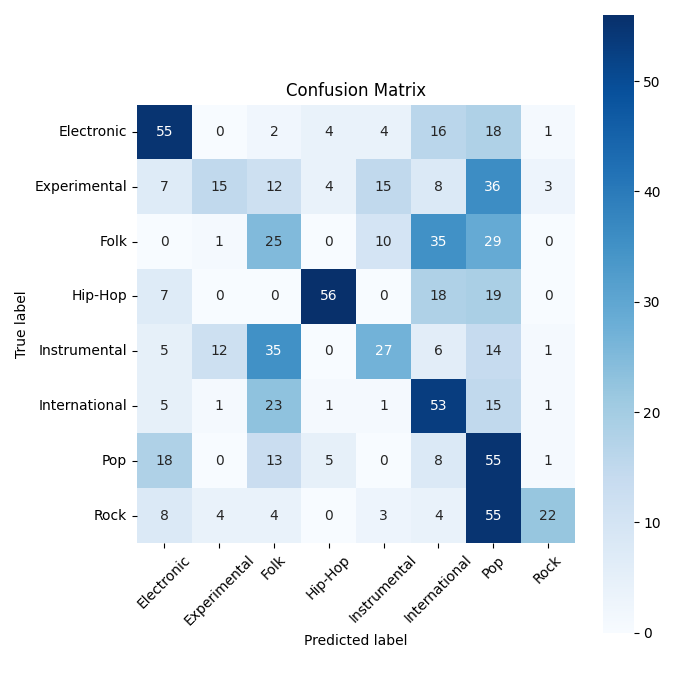 Confusion Matrix
True label
Electronic 55 0 2 4 4 16 18 1
Experimental 7 15 12 4 15 8 36 3
Folk 0 1 25 0 10 35 29 0
Hip-Hop 7 0 0 56 0 18 19 0
Instrumental 5 12 35 0 27 6 14 1
International 5 1 23 1 1 53 15 1
Pop 18 0 13 5 0 8 55 1
Rock 8 4 4 0 3 4 55 22
Electronic Experimental Folk Hip-Hop Instrumental International Pop Rock
Predicted label
50
40
30
20
10
0